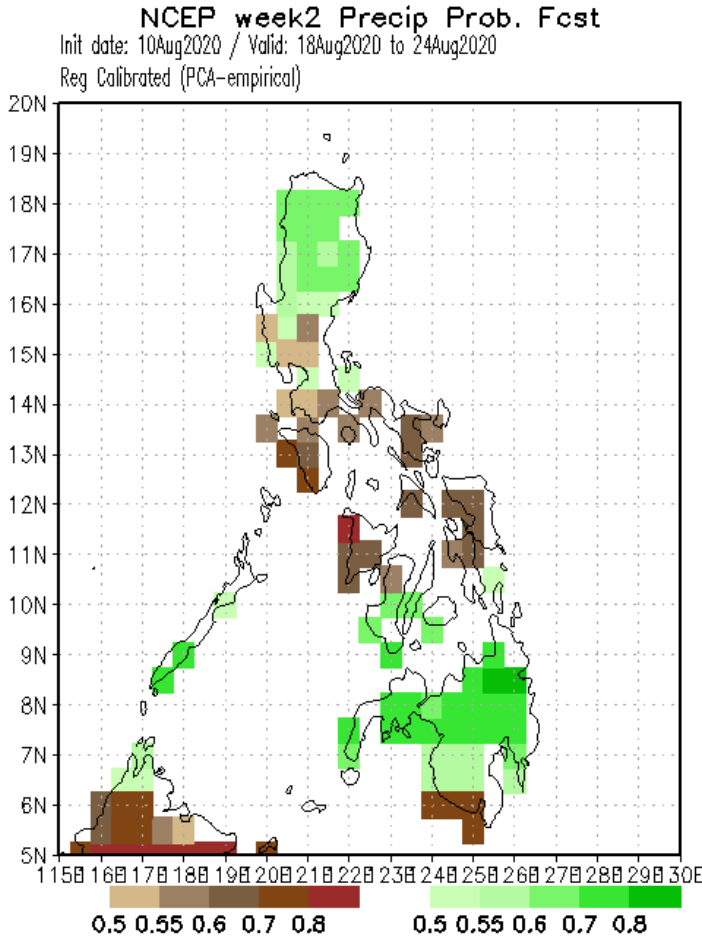 NCEP week2 Precip Prob. Fcst
Init date: 10Aug2020 / Valid: 18Aug2020 to 24Aug2020
Reg Calibrated (PCA-empirical)
20N
19N
18N
17N
16N
15N
14N
13N
12N
11N
10N
9N
8N
7N
6N
5N
115E 116E 117E 118E 119E 120E 121E 122E 123E 124E 125E 126E 127E 128E 129E 130E
0.5 0.55 0.6 0.7 0.8 0.5 0.55 0.6 0.7 0.8